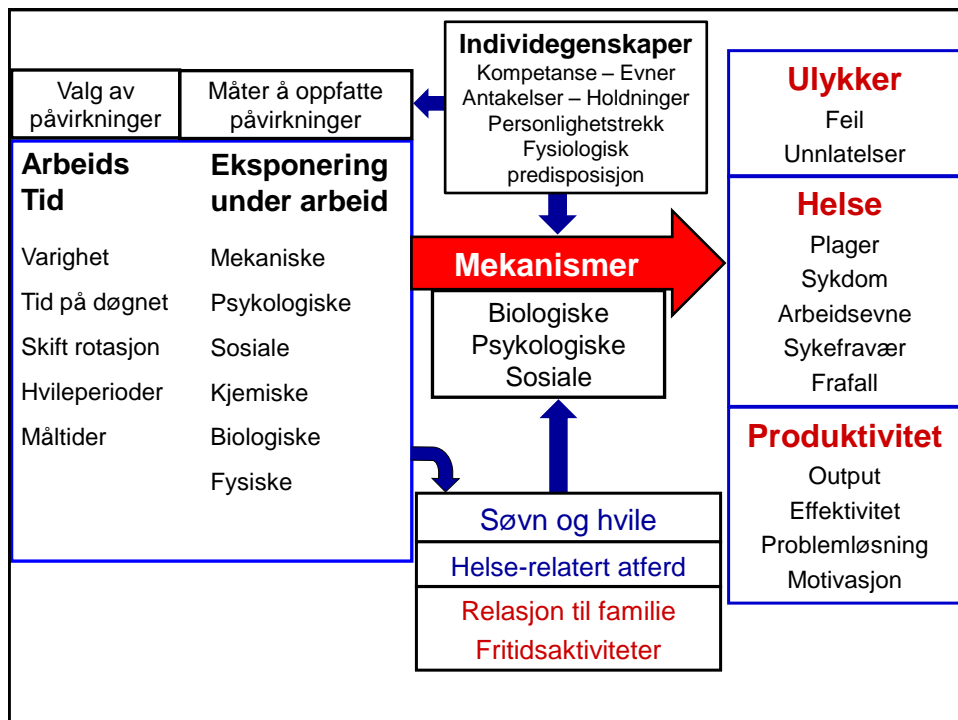 Valg av
påvirkninger
Måter å oppfatte
påvirkninger
Arbeids
Tid
Varighet
Tid på døgnet
Skift rotasjon
Hvileperioder
Måltider
Eksponering
under arbeid
Mekaniske
Psykologiske
Sosiale
Kjemiske
Biologiske
Fysiske
Individegenskaper
Kompetanse – Evner
Antakelser – Holdninger
Personlighetstrekk
Fysiologisk
predisposisjon
Mekanismer
Biologiske
Psykologiske
Sosiale
Søvn og hvile
Helse-relatert atferd
Relasjon til familie
Fritidsaktiviteter
Ulykker
Feil
Unnlatelser
Helse
Plager
Sykdom
Arbeidsevne
Sykefravær
Frafall
Produktivitet
Output
Effektivitet
Problemløsning
Motivasjon